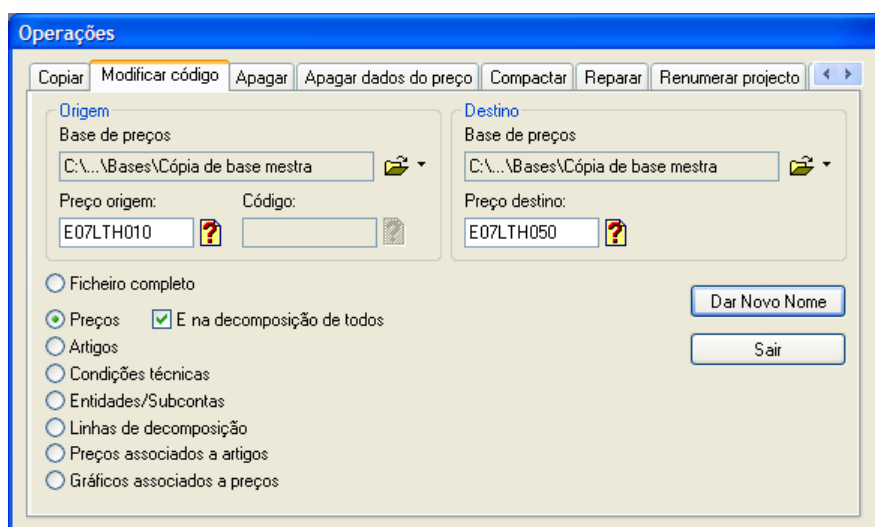 Operações
Copiar Modificar código Apagar Apagar dados do preço Compactar Reparar Renumerar projecto
Origem
Base de preços
C:\...\Bases\Cópia de base mestra
Preço origem: Código:
E07LTH010
Destino
Base de preços
C:\...\Bases\Cópia de base mestra
Preço destino:
E07LTH050
Ficheiro completo
Preços E na decomposição de todos
Artigos
Condições técnicas
Entidades/Subcontas
Linhas de decomposição
Preços associados a artigos
Gráficos associados a preços
Dar Novo Nome
Sair